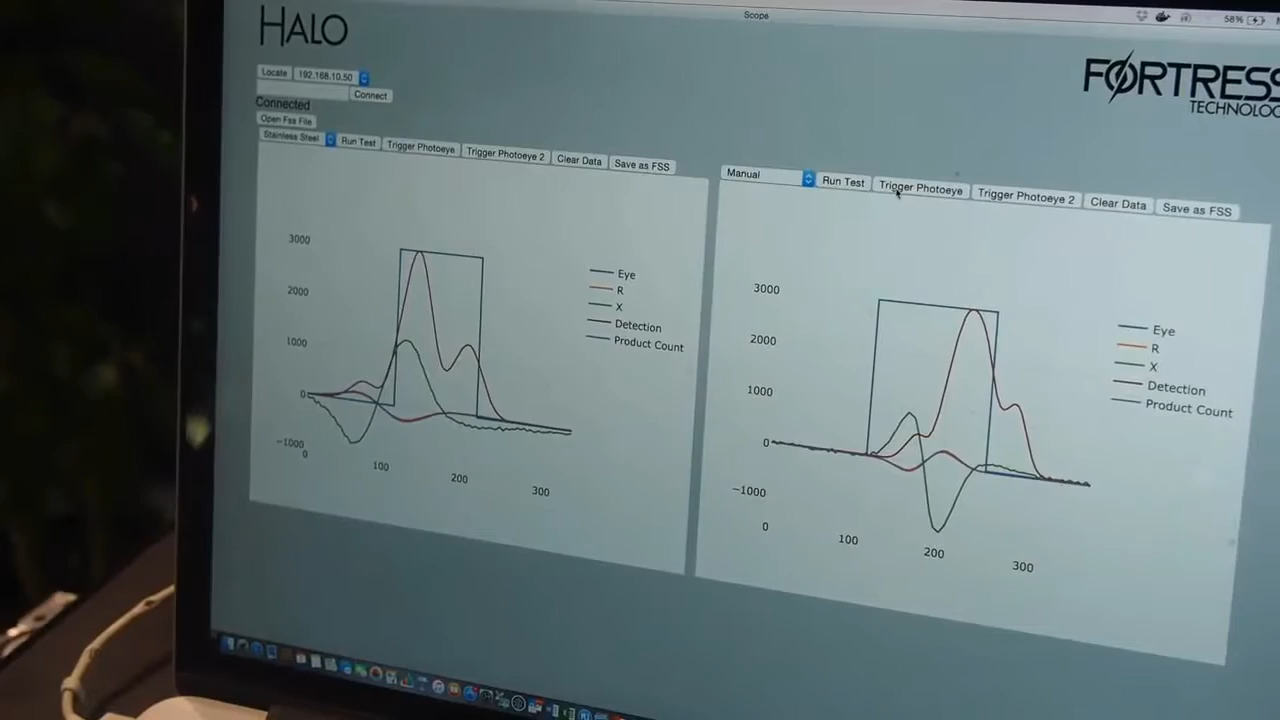 Scope
58%
HALO
FORTRESS
TECHNOLOG
Locate 192.168.10.50
Connect
Connected
Open Fss File
Stainless Steel Run Test Trigger Photoeye Trigger Photoeye 2 Clear Data Save as FSS
3000
2000
1000
0
-1000
0 100 200 300
Eye
R
X
Detection
Product Count
Manual Run Test Trigger Photoeye Trigger Photoeye 2 Clear Data Save as FSS
3000
2000
1000
0
-1000
0 100 200 300
Eye
R
X
Detection
Product Count